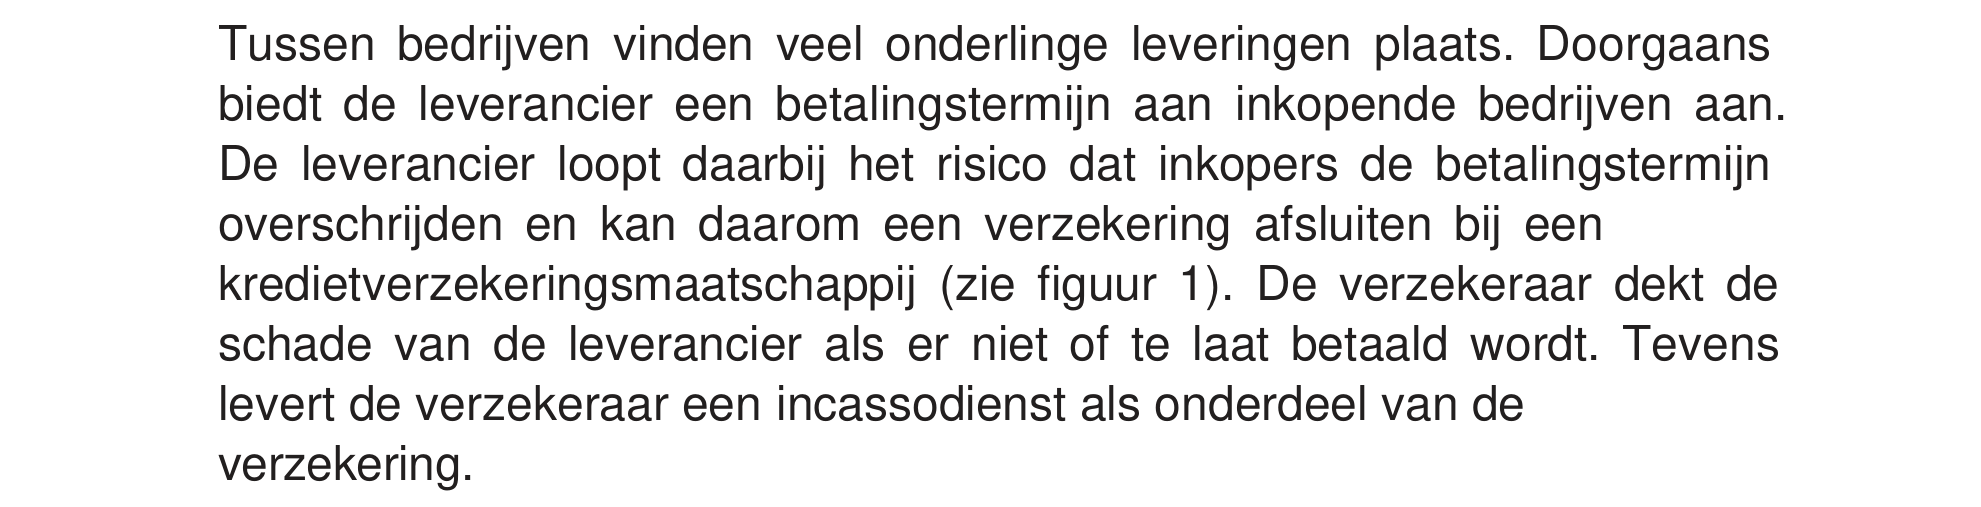 Tussen bedrijven vinden veel onderlinge leveringen plaats. Doorgaans
biedt de leverancier een betalingstermijn aan inkopende bedrijven aan.
De leverancier loopt daarbij het risico dat inkopers de betalingstermijn
overschrijden en kan daarom een verzekering afsluiten bij een
kredietverzekeringsmaatschappij (zie figuur 1). De verzekeraar dekt de
schade van de leverancier als er niet of te laat betaald wordt. Tevens
levert de verzekeraar een incassodienst als onderdeel van de
verzekering.